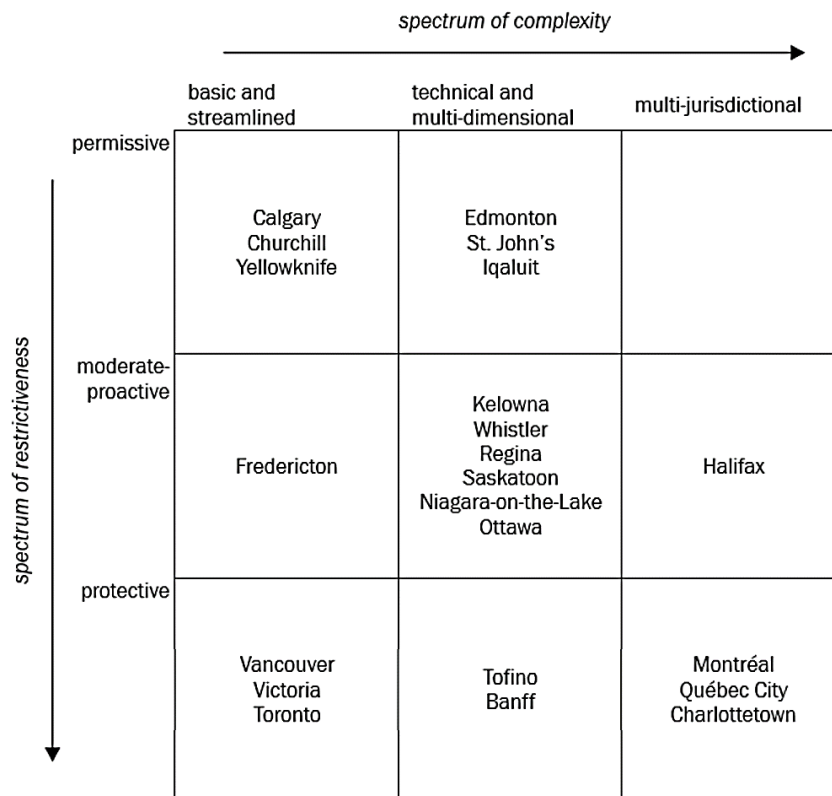 spectrum of complexity
basic and
streamlined
technical and
multi-dimensional
multi-jurisdictional
permissive
Calgary
Churchill
Yellowknife
Edmonton
St. John's
Iqaluit
spectrum of restrictiveness
moderate-
proactive
Fredericton
Kelowna
Whistler
Regina
Saskatoon
Niagara-on-the-Lake
Ottawa
Halifax
protective
Vancouver
Victoria
Toronto
Tofino
Banff
Montréal
Québec City
Charlottetown